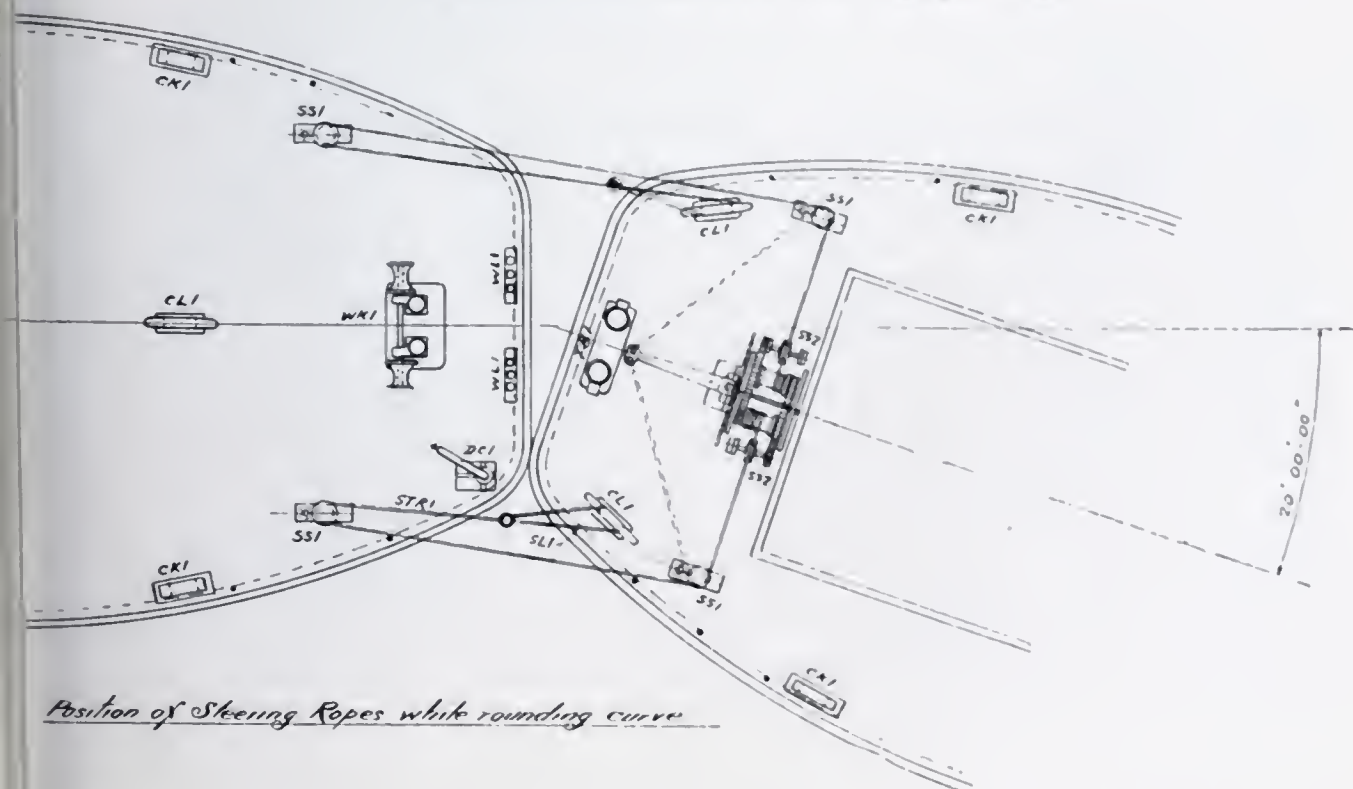 CK1
SS1
SS1
CL1
CK1
WL1
CL1
WK1
SS2
WL1
DC1
SS2
20° 00' 00"
STR1
CL1
SS1
SL1
SS1
CK1
CK1
Position of Steering Ropes while rounding curve